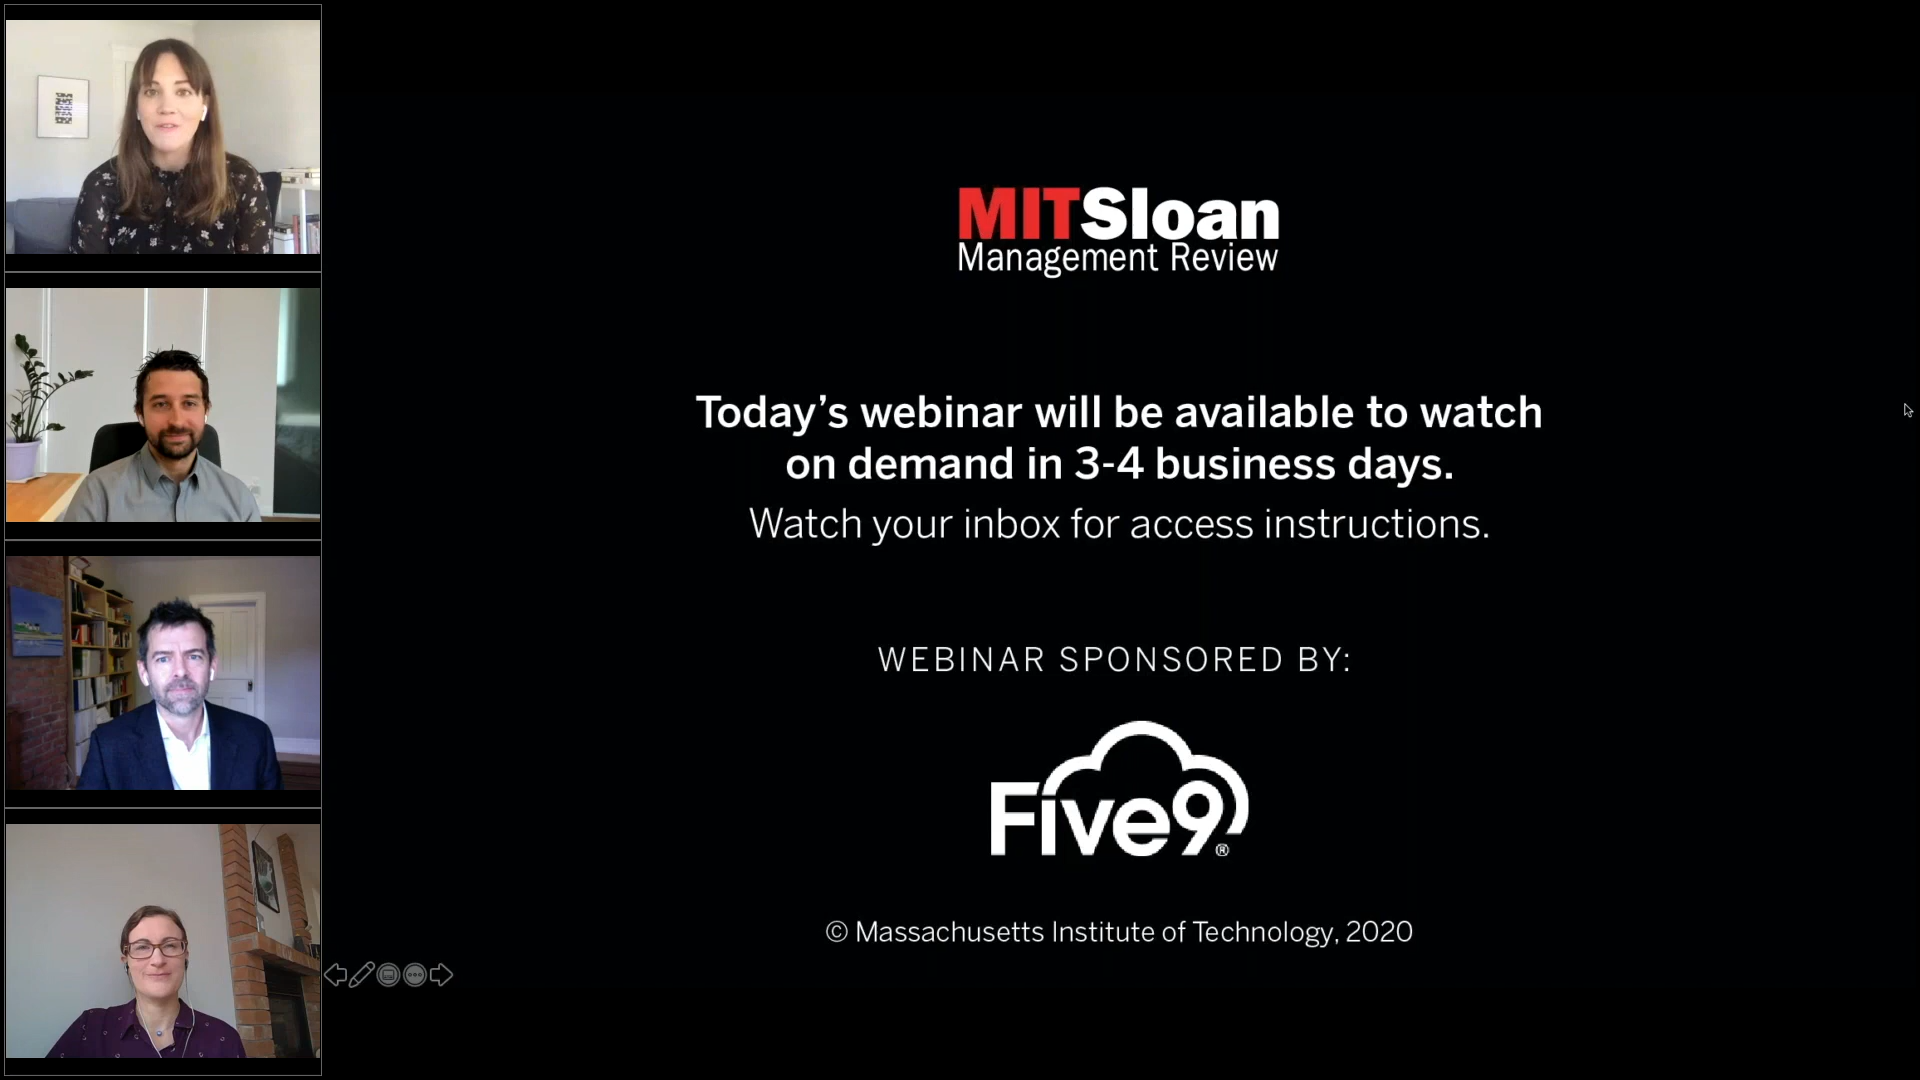 MITSloan
Management Review
Today’s webinar will be available to watch
on demand in 3-4 business days.
Watch your inbox for access instructions.
WEBINAR SPONSORED BY:
Five9®
© Massachusetts Institute of Technology, 2020